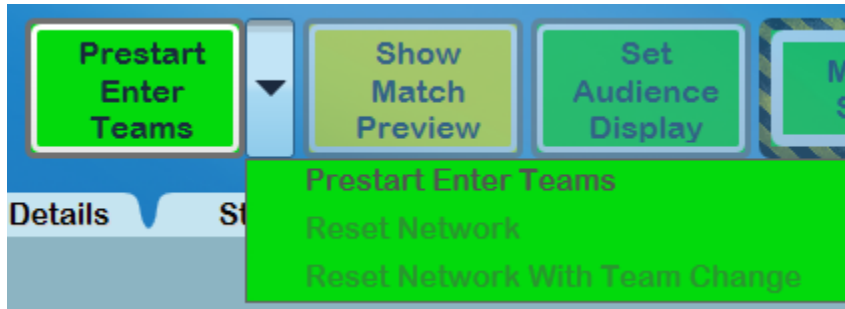 Prestart
Enter
Teams
Show
Match
Preview
Set
Audience
Display
Prestart Enter Teams
Reset Network
Reset Network With Team Change
Details